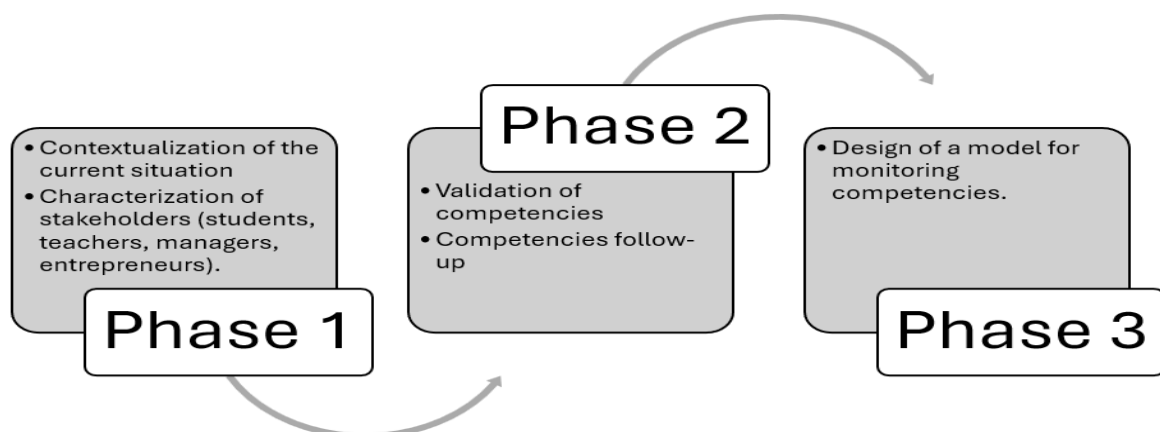 • Contextualization of the
current situation
• Characterization of
stakeholders (students,
teachers, managers,
entrepreneurs).
Phase 1
Phase 2
• Validation of
competencies
• Competencies follow-
up
• Design of a model for
monitoring
competencies.
Phase 3